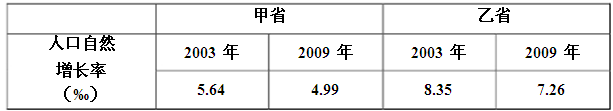 甲省 乙省
人口自然增长率（‰） 2003 年 2009 年 2003 年 2009 年
5.64 4.99 8.35 7.26